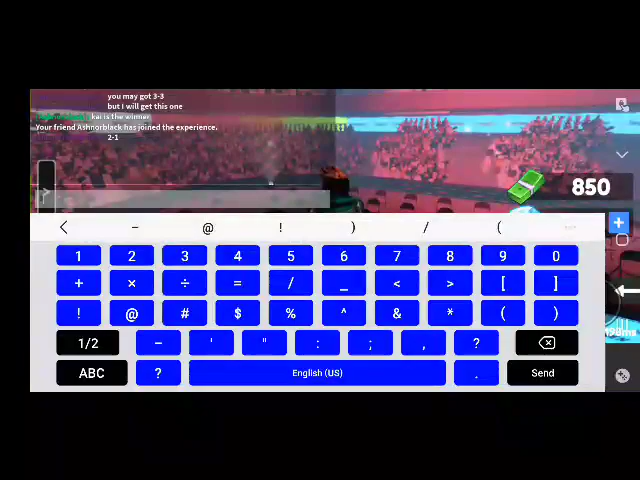 you may got 3-3
but I will get this one
kai is the winner
Your friend Ashnorblack has joined the experience.
2-1
850
– @ ! ) / (
1 2 3 4 5 6 7 8 9 0
+ × ÷ = / _ < > [ ]
! @ # $ % ^ & * ( )
1/2 – ' " : ; , ?
ABC ? English (US) . Send
198ms